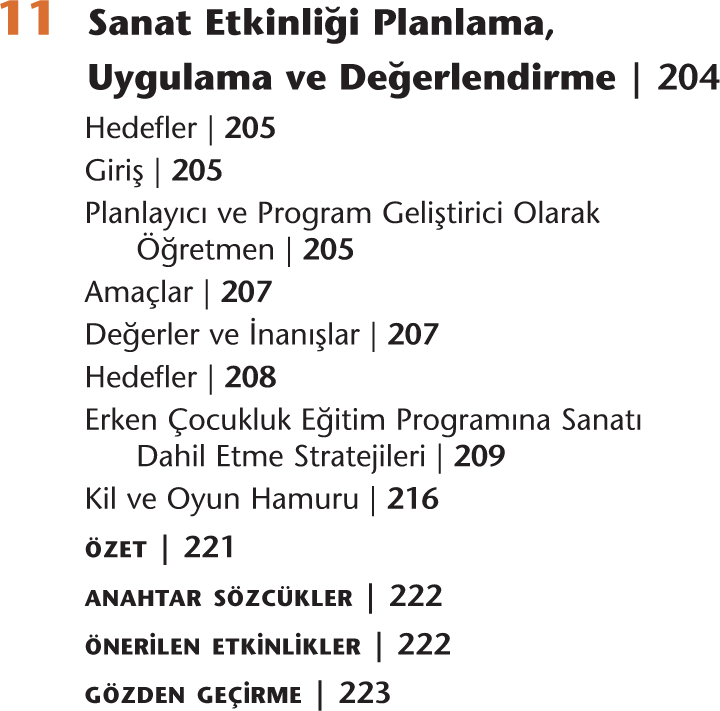 11 Sanat Etkinliği Planlama,
Uygulama ve Değerlendirme | 204
Hedefler | 205
Giriş | 205
Planlayıcı ve Program Geliştirici Olarak
Öğretmen | 205
Amaçlar | 207
Değerler ve İnanışlar | 207
Hedefler | 208
Erken Çocukluk Eğitim Programına Sanatı
Dahil Etme Stratejileri | 209
Kil ve Oyun Hamuru | 216
ÖZET | 221
ANAHTAR SÖZCÜKLER | 222
ÖNERİLEN ETKİNLİKLER | 222
GÖZDEN GEÇİRME | 223